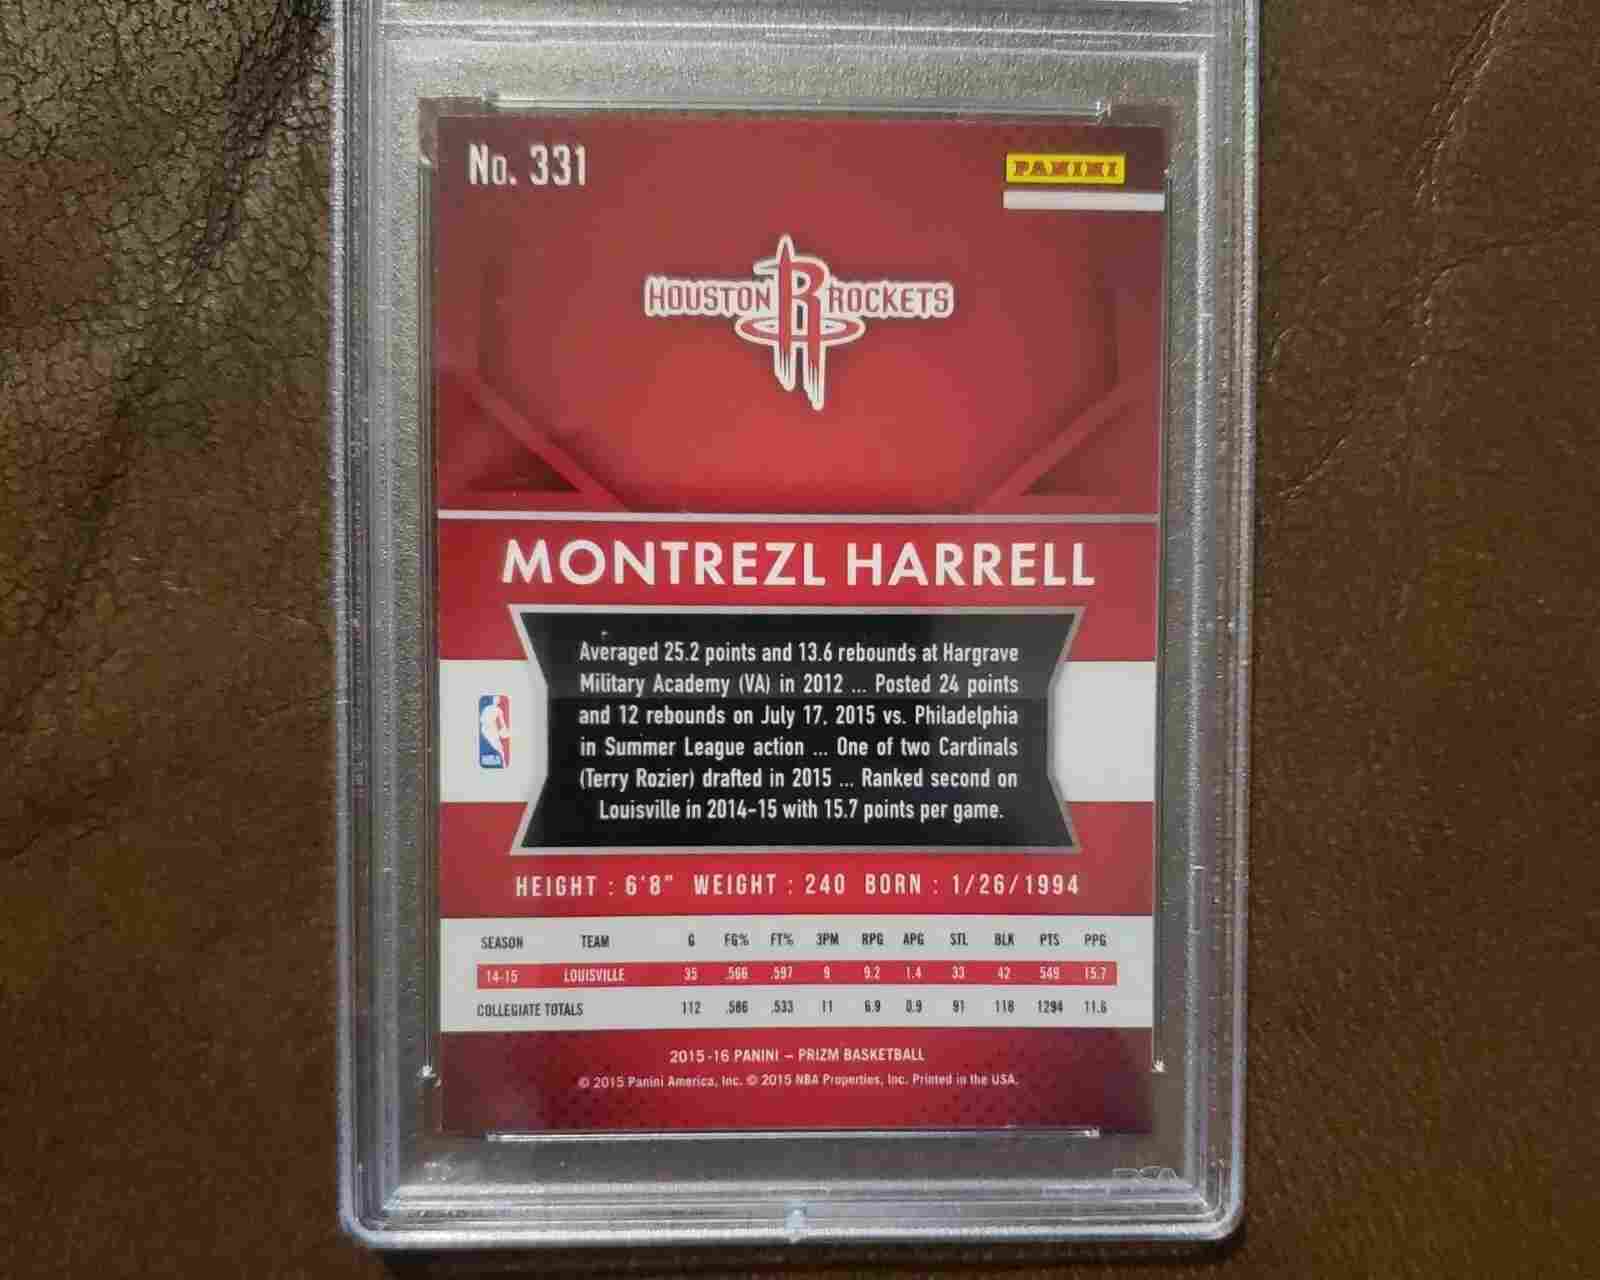 No. 331
PANINI
HOUSTON R ROCKETS
MONTREZL HARRELL
Averaged 25.2 points and 13.6 rebounds at Hargrave
Military Academy (VA) in 2012 ... Posted 24 points
and 12 rebounds on July 17, 2015 vs. Philadelphia
in Summer League action ... One of two Cardinals
(Terry Rozier) drafted in 2015 ... Ranked second on
Louisville in 2014-15 with 15.7 points per game.
NBA
HEIGHT : 6'8" WEIGHT : 240 BORN : 1/26/1994
SEASON TEAM G FG% FT% 3PM RPG APG STL BLK PTS PPG
14-15 LOUISVILLE 35 .566 .597 9 9.2 1.4 33 42 549 15.7
COLLEGIATE TOTALS 112 .586 .533 11 6.9 0.9 91 118 1294 11.6
2015-16 PANINI – PRIZM BASKETBALL
© 2015 Panini America, Inc. © 2015 NBA Properties, Inc. Printed in the USA.
PSA